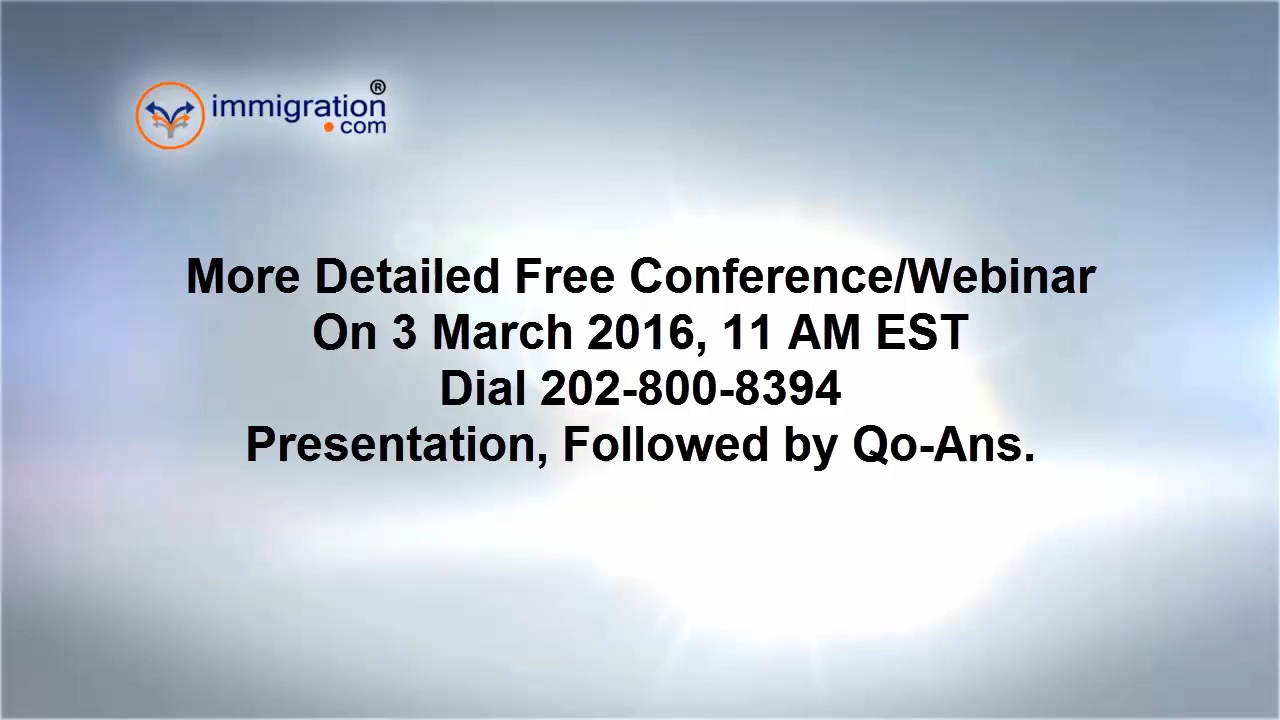 immigration®
.com
More Detailed Free Conference/Webinar
On 3 March 2016, 11 AM EST
Dial 202-800-8394
Presentation, Followed by Qo-Ans.